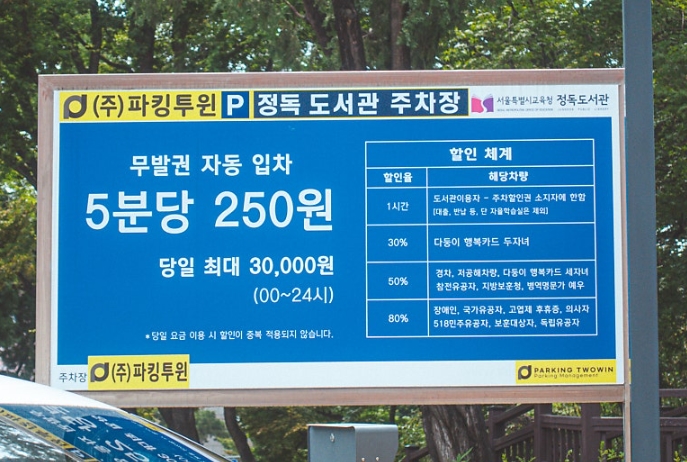 (주)파킹투윈 P 정독 도서관 주차장 서울특별시교육청 정독도서관
무발권 자동 입차
5분당 250원
당일 최대 30,000원
(00~24시)
*당일 요금 이용 시 할인이 중복 적용되지 않습니다.
할인 체계
할인율 해당차량
1시간 도서관이용자 - 주차할인권 소지자에 한함
[대출, 반납 등, 단 자율학습실은 제외]
30% 다둥이 행복카드 두자녀
50% 경차, 저공해차량, 다둥이 행복카드 세자녀
참전유공자, 지방보훈청, 병역명문가 예우
80% 장애인, 국가유공자, 고엽제 후휴증, 의사자
518민주유공자, 보훈대상자, 독립유공자
주차장 (주)파킹투윈
PARKING TWOWIN
Parking Management